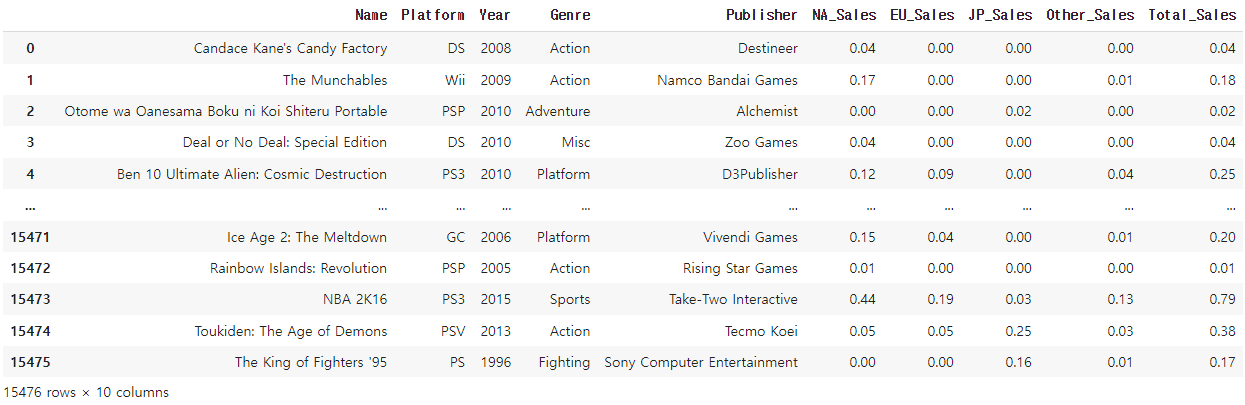 Name Platform Year Genre Publisher NA_Sales EU_Sales JP_Sales Other_Sales Total_Sales
0 Candace Kane's Candy Factory DS 2008 Action Destineer 0.04 0.00 0.00 0.00 0.04
1 The Munchables Wii 2009 Action Namco Bandai Games 0.17 0.00 0.00 0.01 0.18
2 Otome wa Oanesama Boku ni Koi Shiteru Portable PSP 2010 Adventure Alchemist 0.00 0.00 0.02 0.00 0.02
3 Deal or No Deal: Special Edition DS 2010 Misc Zoo Games 0.04 0.00 0.00 0.00 0.04
4 Ben 10 Ultimate Alien: Cosmic Destruction PS3 2010 Platform D3Publisher 0.12 0.09 0.00 0.04 0.25
... ... ... ... ... ... ... ... ... ... ...
15471 Ice Age 2: The Meltdown GC 2006 Platform Vivendi Games 0.15 0.04 0.00 0.01 0.20
15472 Rainbow Islands: Revolution PSP 2005 Action Rising Star Games 0.01 0.00 0.00 0.00 0.01
15473 NBA 2K16 PS3 2015 Sports Take-Two Interactive 0.44 0.19 0.03 0.13 0.79
15474 Toukiden: The Age of Demons PSV 2013 Action Tecmo Koei 0.05 0.05 0.25 0.03 0.38
15475 The King of Fighters '95 PS 1996 Fighting Sony Computer Entertainment 0.00 0.00 0.16 0.01 0.17
15476 rows × 10 columns